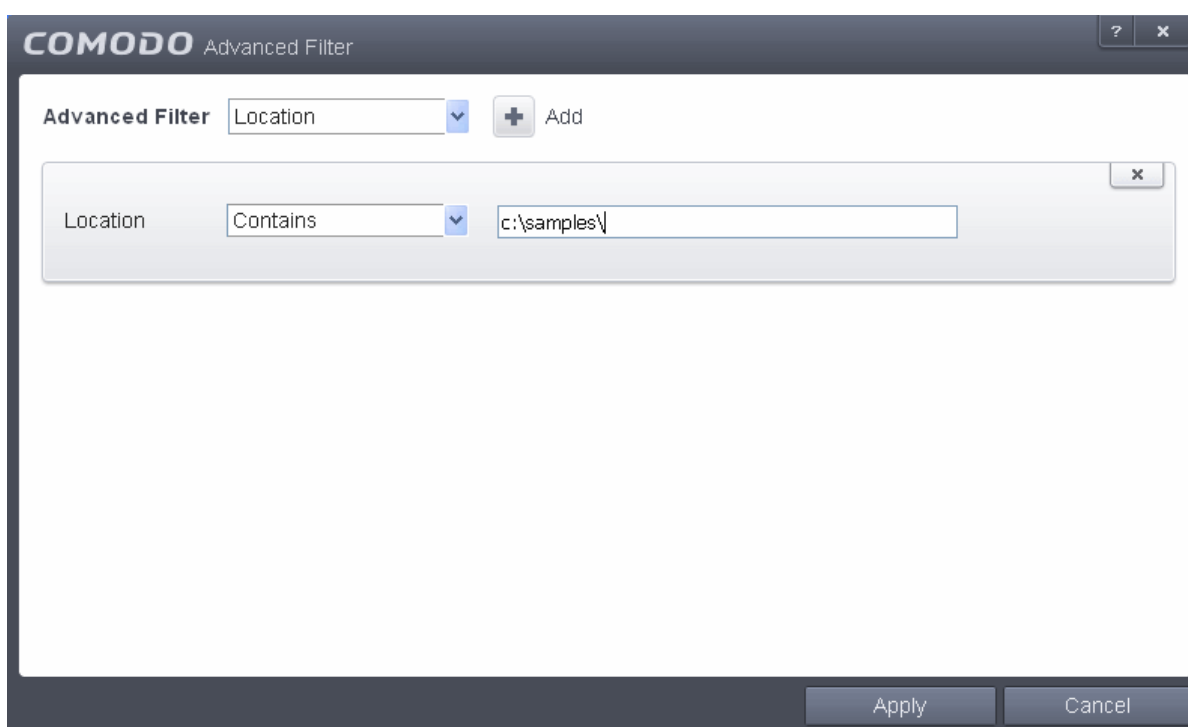 COMODO Advanced Filter ? ×
Advanced Filter Location + Add
×
Location Contains c:\samples\
Apply Cancel